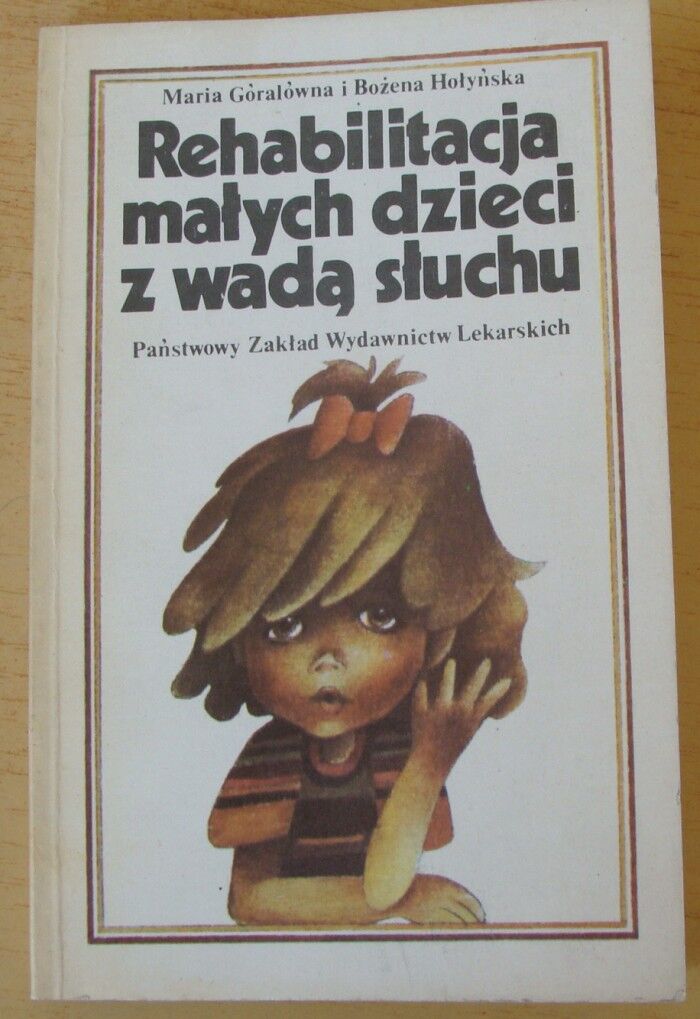 Maria Góralówna i Bożena Hołyńska
Rehabilitacja
małych dzieci
z wadą słuchu
Państwowy Zakład Wydawnictw Lekarskich